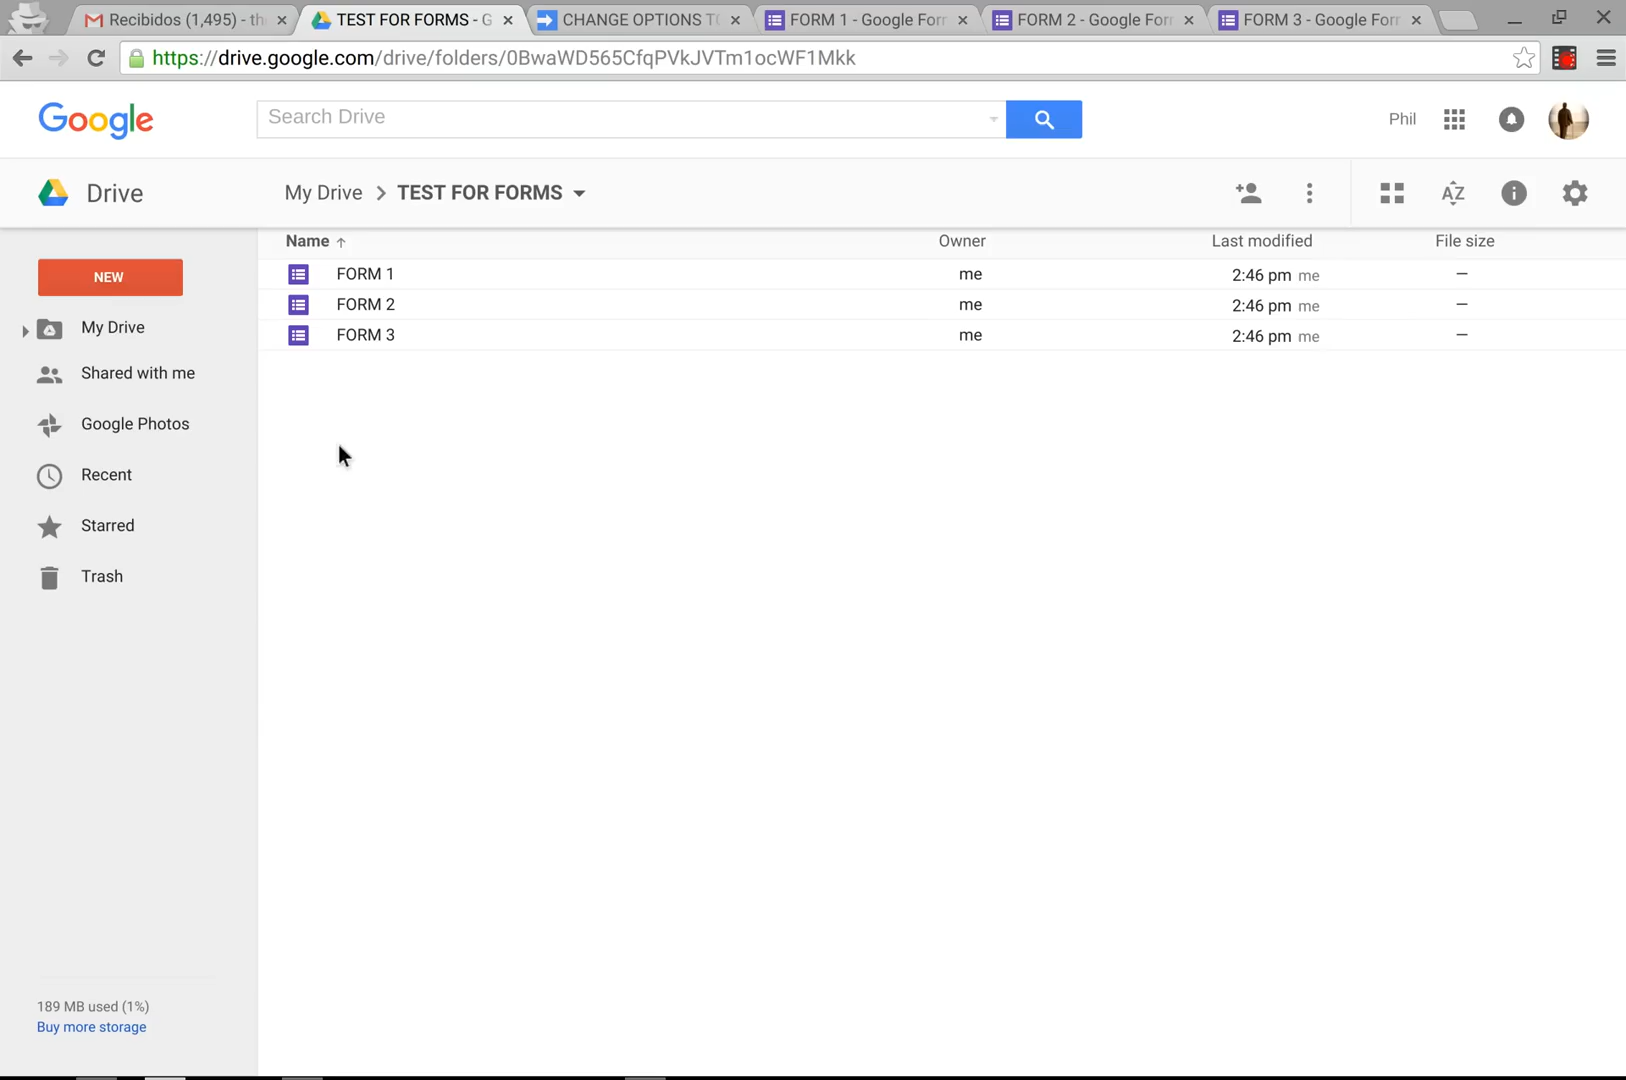 Recibidos (1,495) - th
TEST FOR FORMS - G
CHANGE OPTIONS T
FORM 1 - Google For
FORM 2 - Google For
FORM 3 - Google For
https://drive.google.com/drive/folders/0BwaWD565CfqPVkJVTm1ocWF1Mkk
Google
Search Drive
Phil
Drive
My Drive > TEST FOR FORMS
AZ
Name ↑ Owner Last modified File size
NEW
FORM 1 me 2:46 pm me —
FORM 2 me 2:46 pm me —
FORM 3 me 2:46 pm me —
My Drive
Shared with me
Google Photos
Recent
Starred
Trash
189 MB used (1%)
Buy more storage